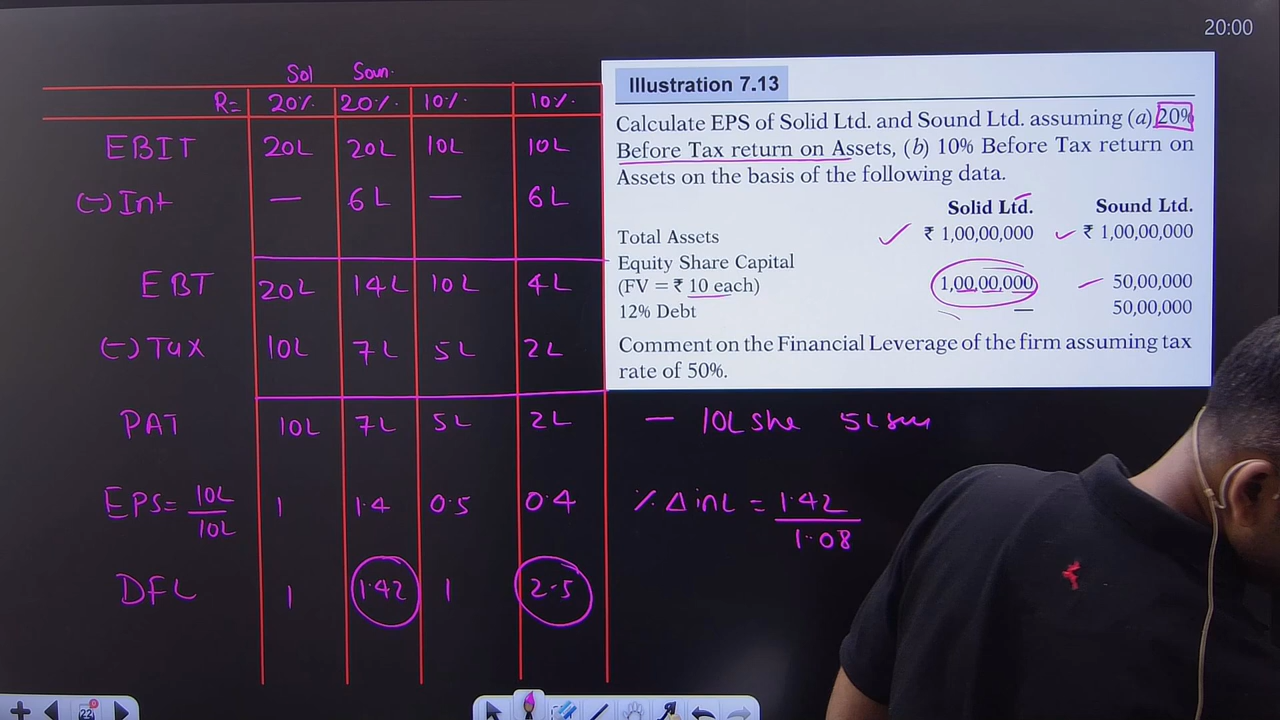 20:00
Sol Soun.
R= 20% 20% 10% 10%
EBIT 20L 20L 10L 10L
(-) Int — 6L — 6L
EBT 20L 14L 10L 4L
(-) Tax 10L 7L 5L 2L
PAT 10L 7L 5L 2L — 10L she 5L
EPS= 10L/10L 1 1.4 0.5 0.4 % Δ in L = 1.42/1.08
DFL 1 1.42 1 2.5
Illustration 7.13
Calculate EPS of Solid Ltd. and Sound Ltd. assuming (a) 20%
Before Tax return on Assets, (b) 10% Before Tax return on
Assets on the basis of the following data.
Solid Ltd. Sound Ltd.
Total Assets ₹ 1,00,00,000 ₹ 1,00,00,000
Equity Share Capital
(FV = ₹ 10 each) 1,00,00,000 50,00,000
12% Debt — 50,00,000
Comment on the Financial Leverage of the firm assuming tax
rate of 50%.
22